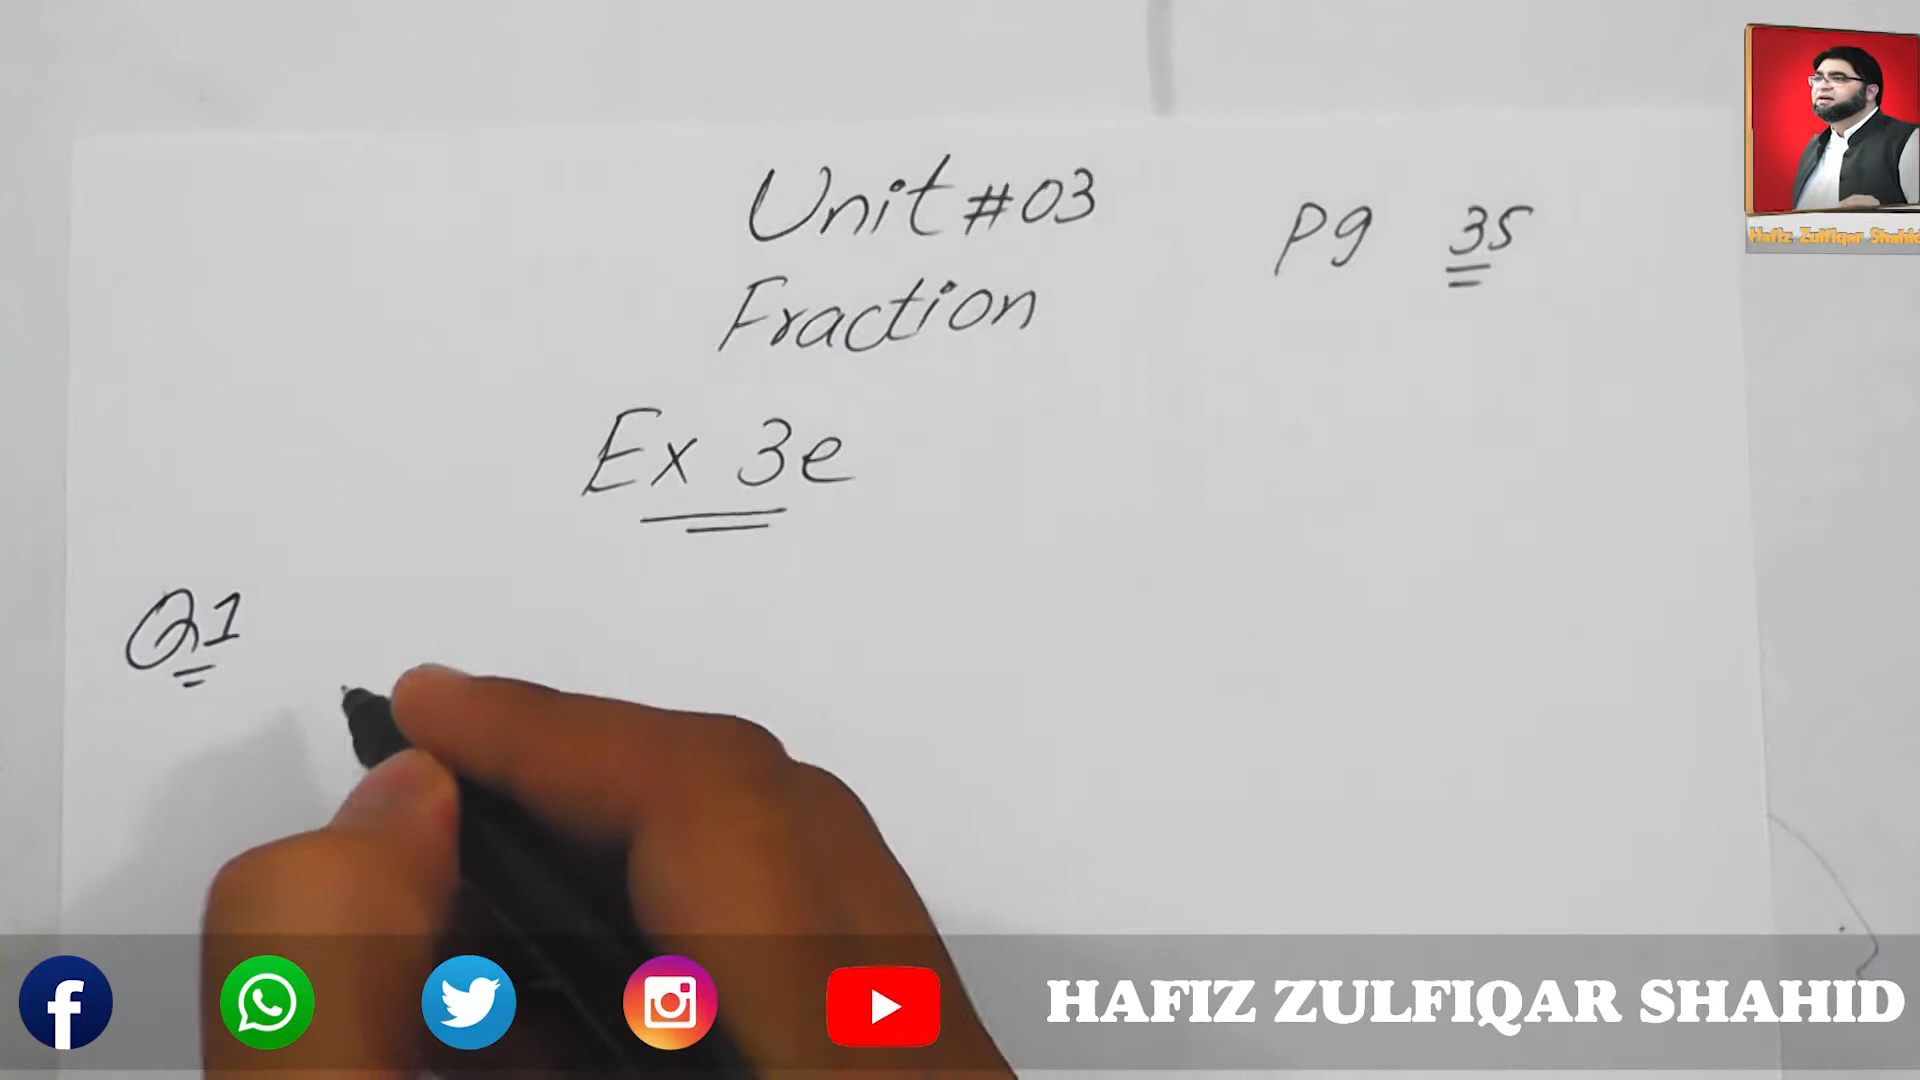 Unit #03
pg 35
Fraction
Ex 3e
Q1
Hafiz Zulfiqar Shahid
HAFIZ ZULFIQAR SHAHID